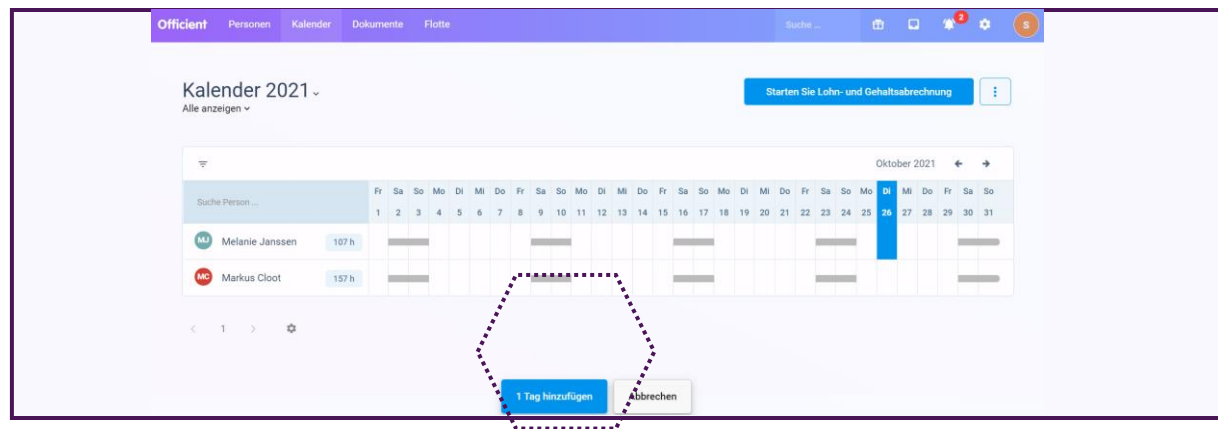 Officient Personen Kalender Dokumente Flotte Suche ... 2 S
Kalender 2021
Alle anzeigen
Starten Sie Lohn- und Gehaltsabrechnung
Oktober 2021
Suche Person ...
Fr Sa So Mo Di Mi Do Fr Sa So Mo Di Mi Do Fr Sa So Mo Di Mi Do Fr Sa So Mo Di Mi Do Fr Sa So
1 2 3 4 5 6 7 8 9 10 11 12 13 14 15 16 17 18 19 20 21 22 23 24 25 26 27 28 29 30 31
MJ Melanie Janssen 107 h
MC Markus Cloot 157 h
1
1 Tag hinzufügen Abbrechen